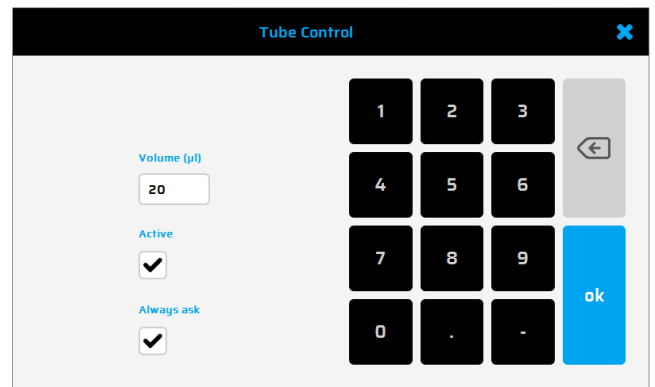 Tube Control
Volume (µl)
20
Active
Always ask
1 2 3
4 5 6
7 8 9
0 . -
ok